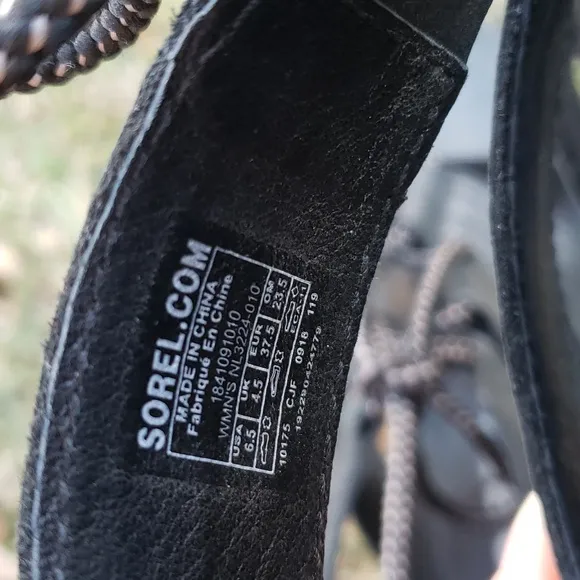 SOREL.COM
MADE IN CHINA
Fabriqué En Chine
1841091010
WMN'S NL3224-010
USA UK EUR CM
6.5 4.5 37.5 23.5
10175 CJF 0918 119
192290424779